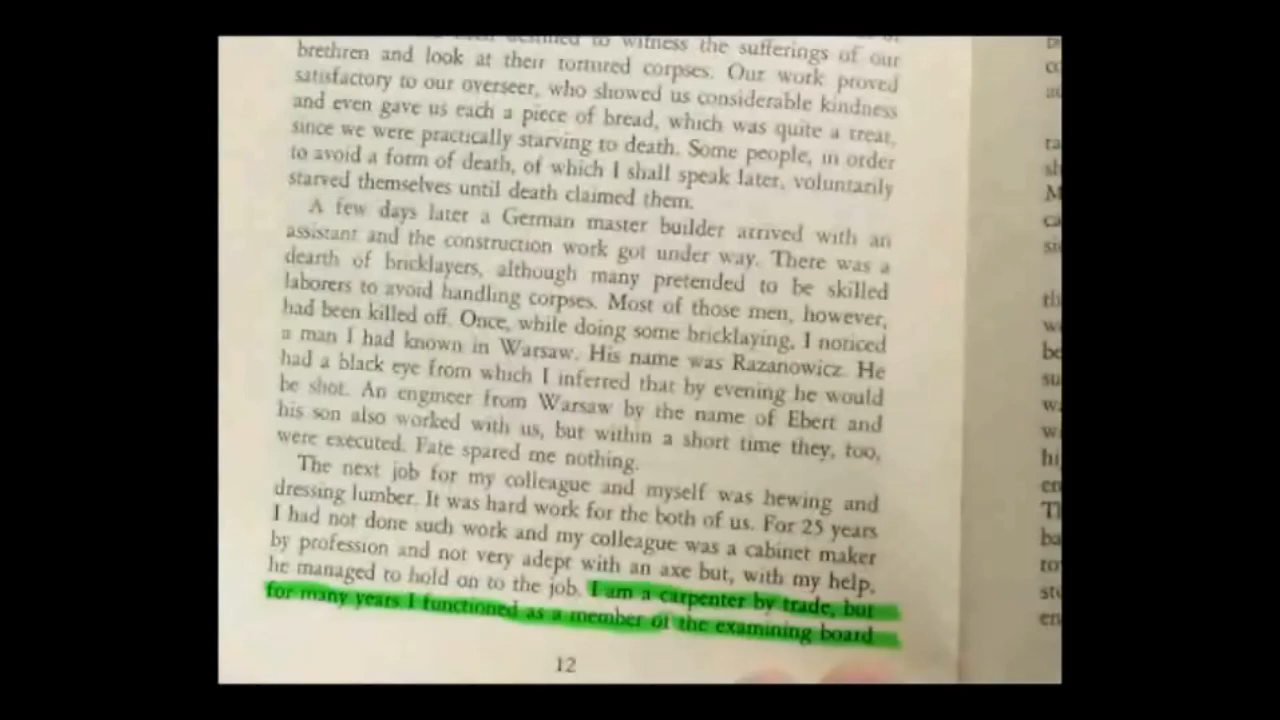 to witness the sufferings of our
brethren and look at their tortured corpses. Our work proved
satisfactory to our overseer, who showed us considerable kindness
and even gave us each a piece of bread, which was quite a treat,
since we were practically starving to death. Some people, in order
to avoid a form of death, of which I shall speak later, voluntarily
starved themselves until death claimed them.
A few days later a German master builder arrived with an
assistant and the construction work got under way. There was a
dearth of bricklayers, although many pretended to be skilled
laborers to avoid handling corpses. Most of those men, however,
had been killed off. Once, while doing some bricklaying, I noticed
a man I had known in Warsaw. His name was Razanowicz. He
had a black eye from which I inferred that by evening he would
be shot. An engineer from Warsaw by the name of Ebert and
his son also worked with us, but within a short time they, too,
were executed. Fate spared me nothing.
The next job for my colleague and myself was hewing and
dressing lumber. It was hard work for the both of us. For 25 years
I had not done such work and my colleague was a cabinet maker
by profession and not very adept with an axe but, with my help,
he managed to hold on to the job. I am a carpenter by trade, but
for many years I functioned as a member of the examining board
12